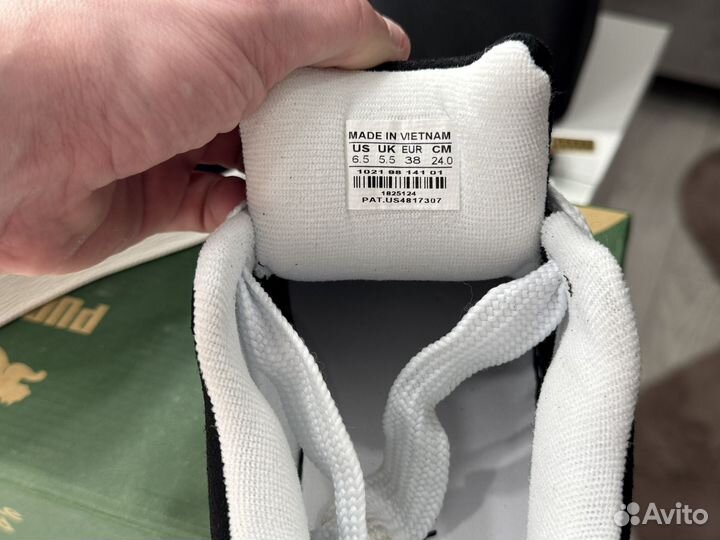 MADE IN VIETNAM
US UK EUR CM
6.5 5.5 38 24.0
1021 98 141 01
1825124
PAT.US4817307
PUMA
Avito